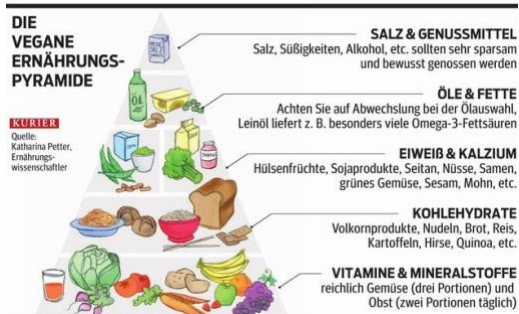 DIE
VEGANE
ERNÄHRUNGS-
PYRAMIDE
KURIER
Quelle:
Katharina Petter,
Ernährungs-
wissenschaftler
SALZ & GENUSSMITTEL
Salz, Süßigkeiten, Alkohol, etc. sollten sehr sparsam
und bewusst genossen werden
ÖL
ÖLE & FETTE
Achten Sie auf Abwechslung bei der Ölauswahl,
Leinöl liefert z. B. besonders viele Omega-3-Fettsäuren
EIWEIß & KALZIUM
Hülsenfrüchte, Sojaprodukte, Seitan, Nüsse, Samen,
grünes Gemüse, Sesam, Mohn, etc.
KOHLEHYDRATE
Volkornprodukte, Nudeln, Brot, Reis,
Kartoffeln, Hirse, Quinoa, etc.
VITAMINE & MINERALSTOFFE
reichlich Gemüse (drei Portionen) und
Obst (zwei Portionen täglich)